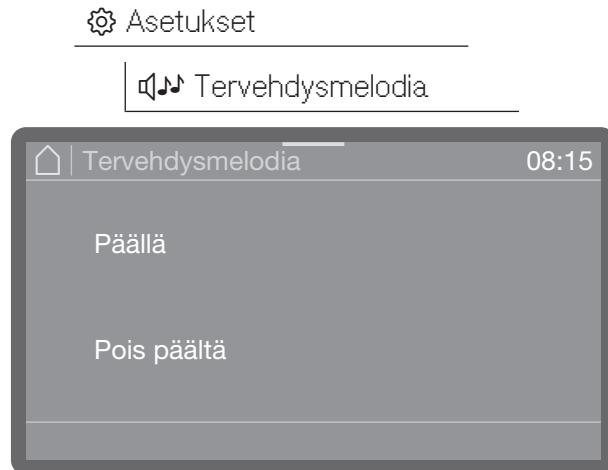 Asetukset
Tervehdysmelodia
Tervehdysmelodia 08:15
Päällä
Pois päältä